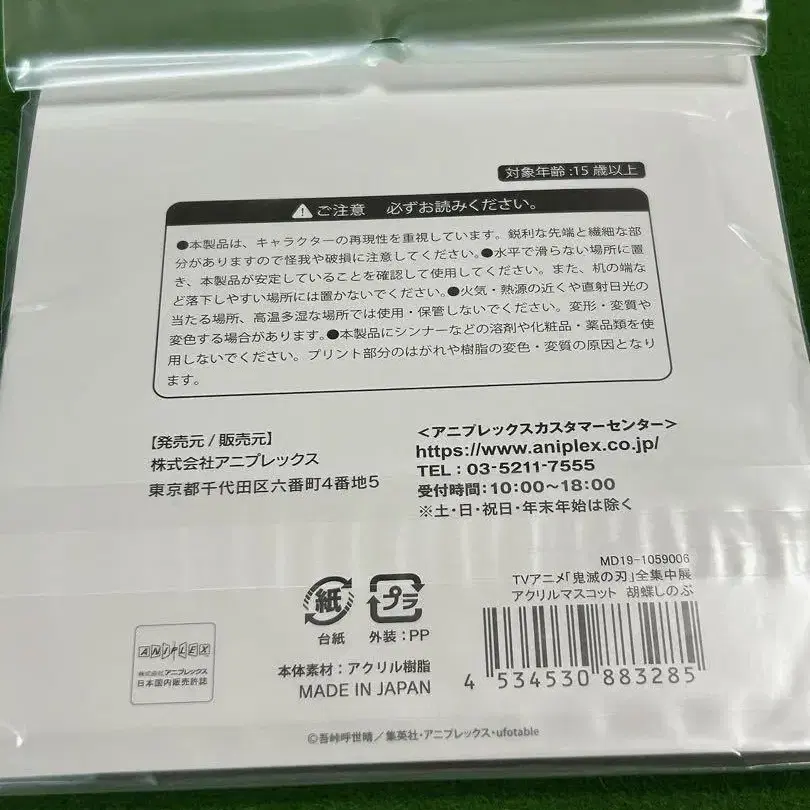 対象年齢:15歳以上
⚠ご注意 必ずお読みください。
●本製品は、キャラクターの再現性を重視しています。鋭利な先端と繊細な部
分がありますので怪我や破損に注意してください。●水平で滑らない場所に置
き、本製品が安定していることを確認して使用してください。また、机の端な
ど落下しやすい場所には置かないでください。●火気・熱源の近くや直射日光の
当たる場所、高温多湿な場所では使用・保管しないでください。変形・変質や
変色する場合があります。●本製品にシンナーなどの溶剤や化粧品・薬品類を使
用しないでください。プリント部分のはがれや樹脂の変色・変質の原因となり
ます。
【発売元/販売元】
株式会社アニプレックス
東京都千代田区六番町4番地5
<アニプレックスカスタマーセンター>
https://www.aniplex.co.jp/
TEL:03-5211-7555
受付時間:10:00〜18:00
※土・日・祝日・年末年始は除く
MD19-1059006
TVアニメ「鬼滅の刃」全集中展
アクリルマスコット 胡蝶しのぶ
紙
台紙
プラ
外装:PP
本体素材:アクリル樹脂
MADE IN JAPAN
4 534530 883285
ANIPLEX
株式会社アニプレックス
日本国内販売許諾
©吾峠呼世晴/集英社・アニプレックス・ufotable